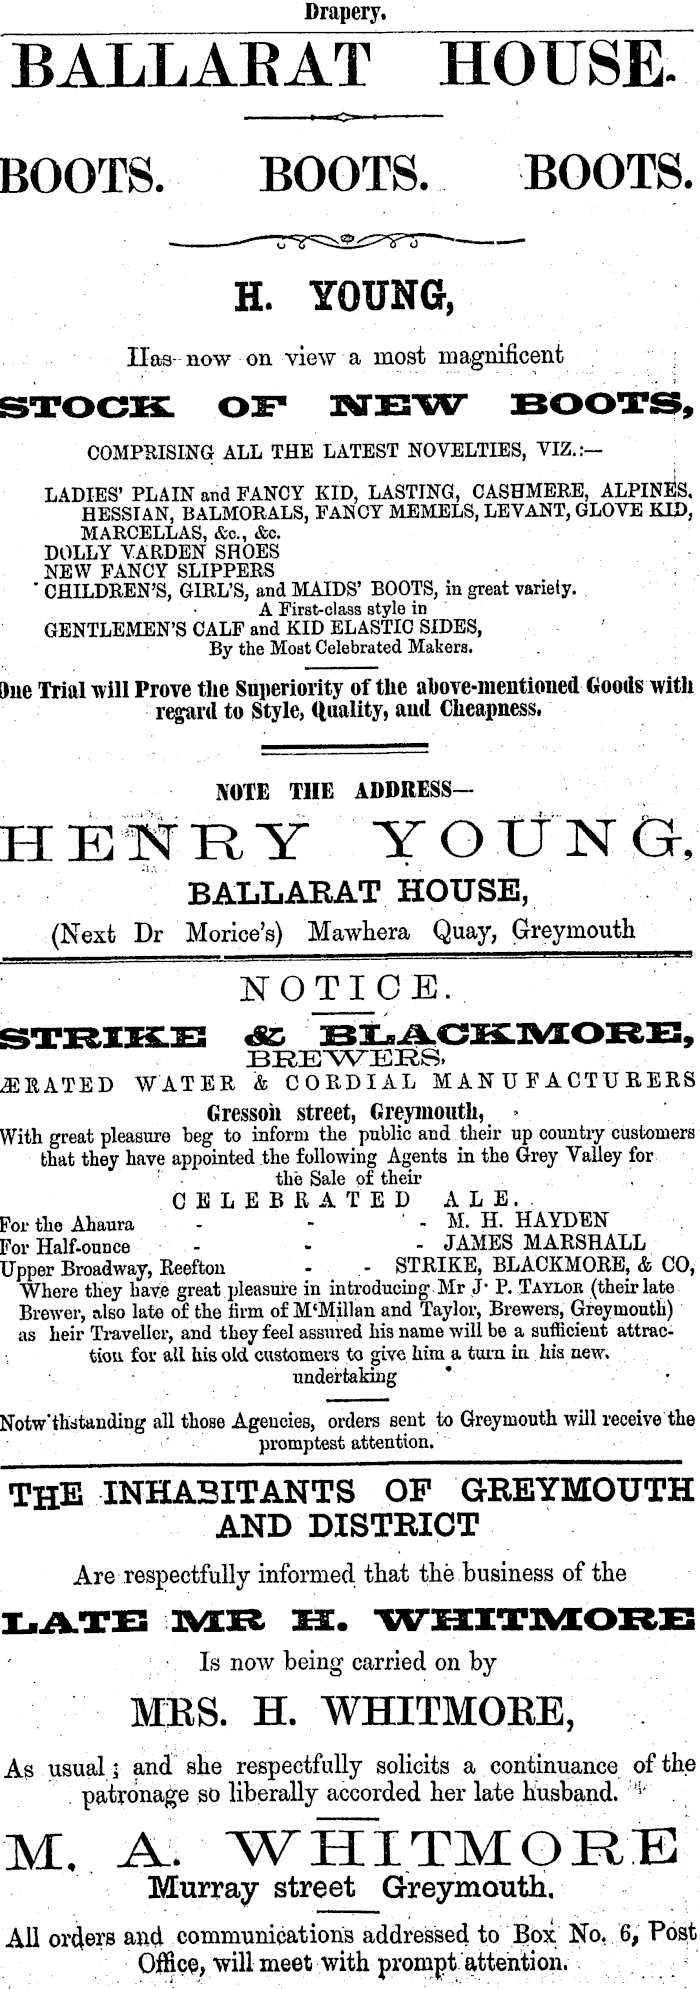 Drapery.
BALLARAT HOUSE.
BOOTS. BOOTS. BOOTS.
H. YOUNG,
Has now on view a most magnificent
STOCK OF NEW BOOTS,
COMPRISING ALL THE LATEST NOVELTIES, VIZ.:—
LADIES' PLAIN and FANCY KID, LASTING, CASHMERE, ALPINES,
HESSIAN, BALMORALS, FANCY MEMELS, LEVANT, GLOVE KID,
MARCELLAS, &c., &c.
DOLLY VARDEN SHOES
NEW FANCY SLIPPERS
CHILDREN'S, GIRL'S, and MAIDS' BOOTS, in great variety.
A First-class style in
GENTLEMEN'S CALF and KID ELASTIC SIDES,
By the Most Celebrated Makers.
One Trial will Prove the Superiority of the above-mentioned Goods with
regard to Style, Quality, and Cheapness.
NOTE THE ADDRESS—
HENRY YOUNG,
BALLARAT HOUSE,
(Next Dr Morice's) Mawhera Quay, Greymouth
NOTICE.
STRIKE & BLACKMORE,
BREWERS,
ÆRATED WATER & CORDIAL MANUFACTURERS
Gresson street, Greymouth,
With great pleasure beg to inform the public and their up country customers
that they have appointed the following Agents in the Grey Valley for
the Sale of their
CELEBRATED ALE.
For the Ahaura - - - M. H. HAYDEN
For Half-ounce - - - JAMES MARSHALL
Upper Broadway, Reefton - - STRIKE, BLACKMORE, & CO,
Where they have great pleasure in introducing Mr J. P. TAYLOR (their late
Brewer, also late of the firm of M'Millan and Taylor, Brewers, Greymouth)
as heir Traveller, and they feel assured his name will be a sufficient attrac-
tion for all his old customers to give him a turn in his new.
undertaking
Notw'thstanding all those Agencies, orders sent to Greymouth will receive the
promptest attention.
THE INHABITANTS OF GREYMOUTH
AND DISTRICT
Are respectfully informed that the business of the
LATE MR H. WHITMORE
Is now being carried on by
MRS. H. WHITMORE,
As usual; and she respectfully solicits a continuance of the
patronage so liberally accorded her late husband.
M. A. WHITMORE
Murray street Greymouth.
All orders and communications addressed to Box No. 6, Post
Office, will meet with prompt attention.